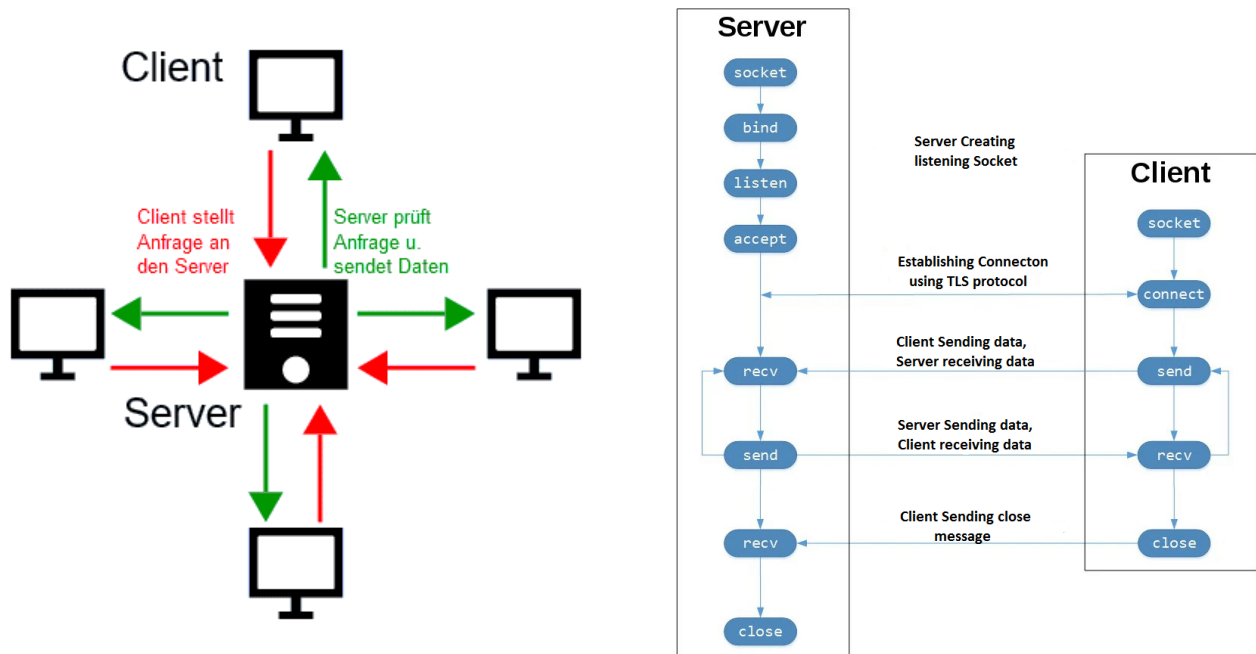 Client
Client stellt
Anfrage an
den Server
Server prüft
Anfrage u.
sendet Daten
Server
Server
socket
bind
listen
accept
recv
send
recv
close
Server Creating
listening Socket
Establishing Connecton
using TLS protocol
Client Sending data,
Server receiving data
Server Sending data,
Client receiving data
Client Sending close
message
Client
socket
connect
send
recv
close